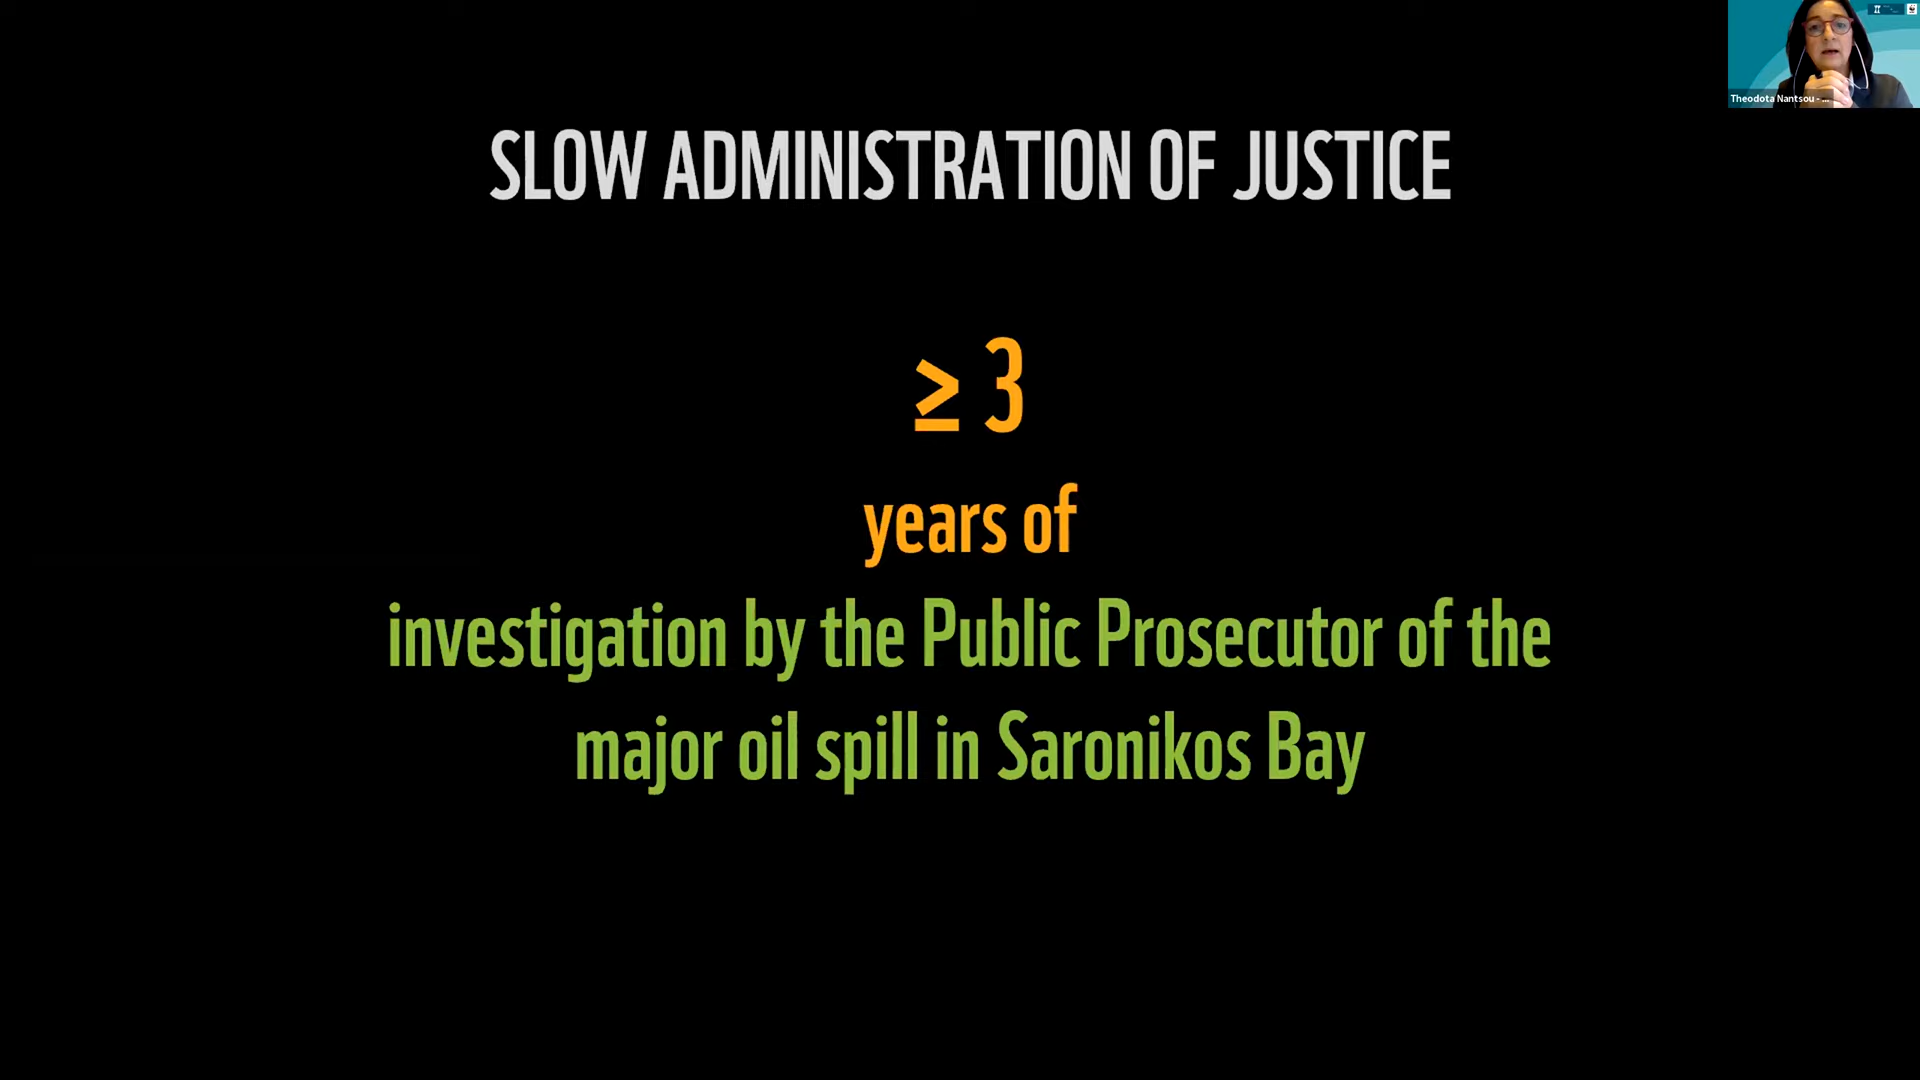 Theodota Nantsou - ...
SLOW ADMINISTRATION OF JUSTICE
≥ 3
years of
investigation by the Public Prosecutor of the
major oil spill in Saronikos Bay